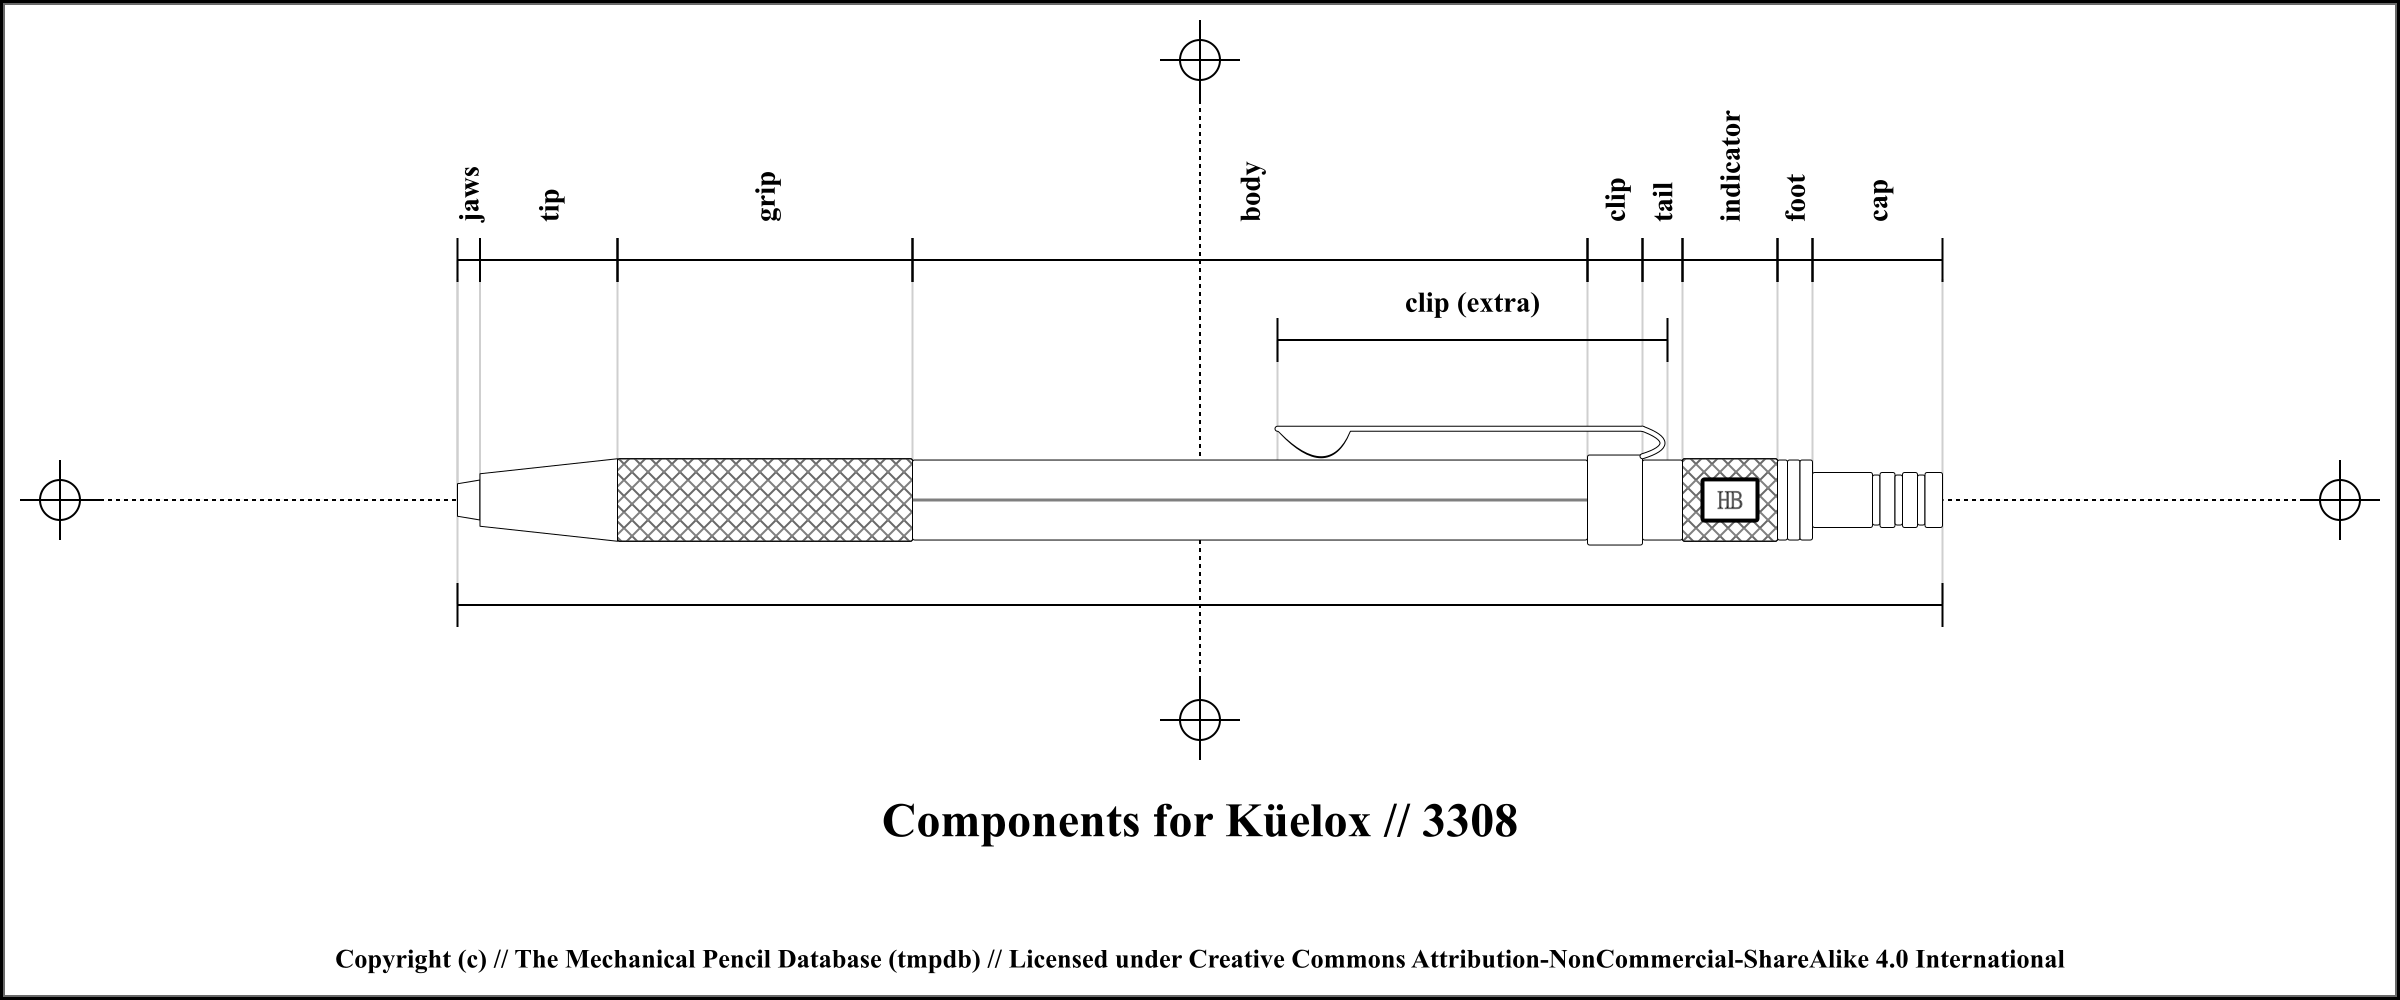 jaws
tip
grip
body
clip
tail
indicator
foot
cap
clip (extra)
HB
Components for Küelox // 3308
Copyright (c) // The Mechanical Pencil Database (tmpdb) // Licensed under Creative Commons Attribution-NonCommercial-ShareAlike 4.0 International